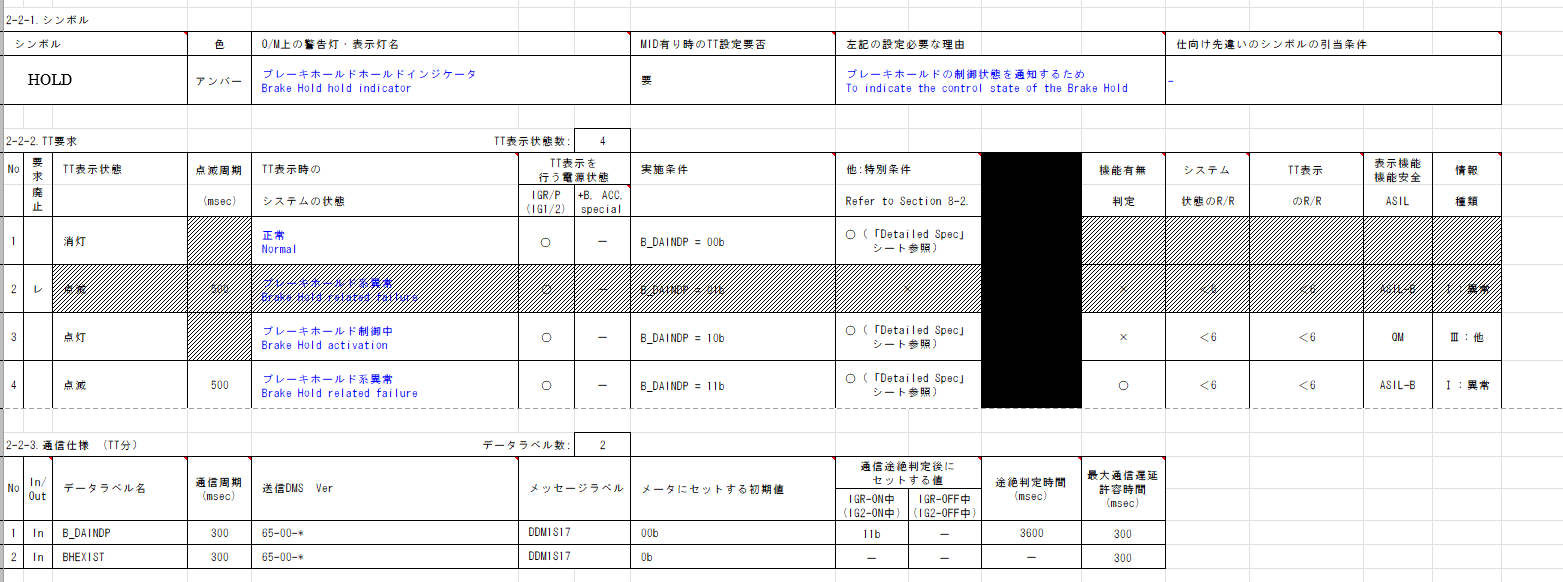 2-2-1.シンボル
シンボル 色 O/M上の警告灯・表示灯名 MID有り時のTT設定要否 左記の設定必要な理由 仕向け先違いのシンボルの引当条件
HOLD アンバー ブレーキホールドホールドインジケータ 要 ブレーキホールドの制御状態を通知するため -
Brake Hold hold indicator To indicate the control state of the Brake Hold
2-2-2.TT要求 TT表示状態数: 4
No 要求廃止 TT表示状態 点滅周期 TT表示時の TT表示を 実施条件 他:特別条件 機能有無 システム TT表示 表示機能 情報
行う電源状態 機能安全
(msec) システムの状態 IGR/P +B, ACC, Refer to Section 8-2. 判定 状態のR/R のR/R ASIL 種類
(IG1/2) special
1 消灯 正常 ○ － B_DAINDP = 00b ○（「Detailed Spec」
Normal シート参照）
2 レ 点滅 500 ブレーキホールド系異常 ○ － B_DAINDP = 01b × × <6 <6 ASIL-B Ⅰ：異常
Brake Hold related failure
3 点灯 ブレーキホールド制御中 ○ － B_DAINDP = 10b ○（「Detailed Spec」 × <6 <6 QM Ⅲ：他
Brake Hold activation シート参照）
4 点滅 500 ブレーキホールド系異常 ○ － B_DAINDP = 11b ○（「Detailed Spec」 ○ <6 <6 ASIL-B Ⅰ：異常
Brake Hold related failure シート参照）
2-2-3.通信仕様 （TT分） データラベル数: 2
No In/ データラベル名 通信周期 送信DMS Ver メッセージラベル メータにセットする初期値 通信途絶判定後に 途絶判定時間 最大通信遅延
Out (msec) セットする値 (msec) 許容時間
IGR-ON中 IGR-OFF中 (msec)
(IG2-ON中) (IG2-OFF中)
1 In B_DAINDP 300 65-00-* DDM1S17 00b 11b － 3600 300
2 In BHEXIST 300 65-00-* DDM1S17 0b － － － 300